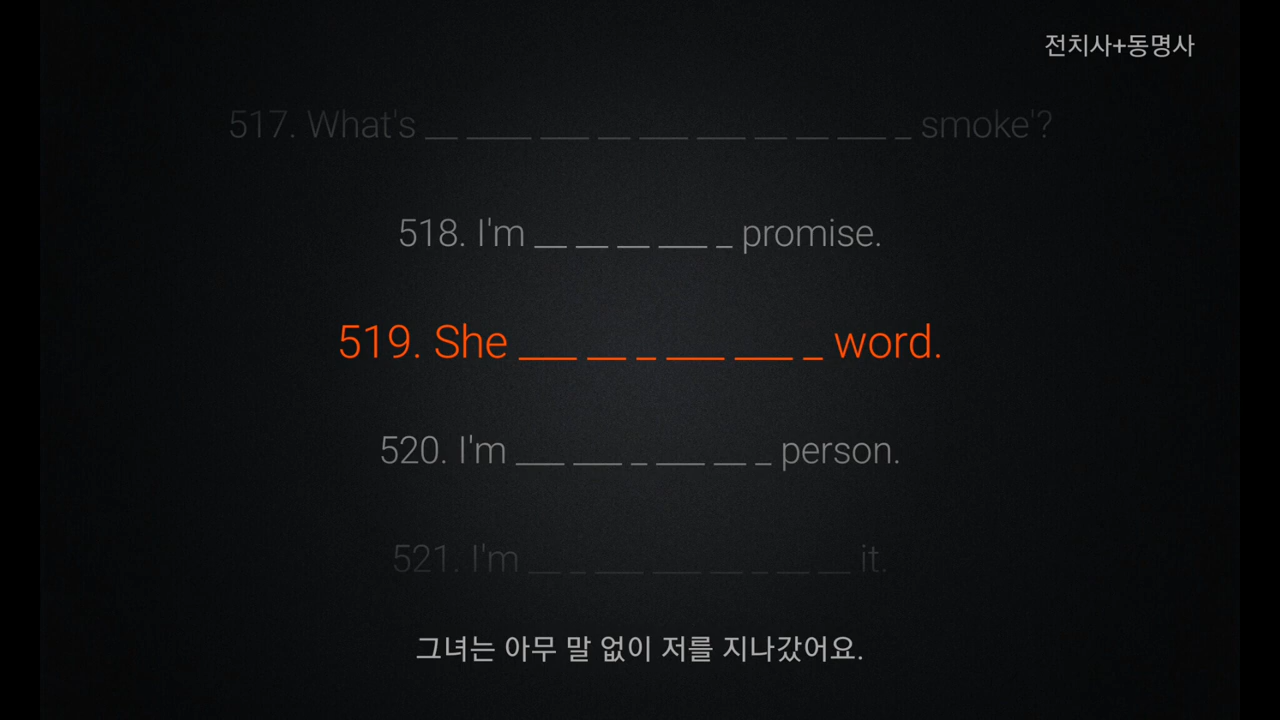 전치사+동명사
517. What's __ ____ ___ __ ___ ___ __ __ ___ _ smoke'?
518. I'm __ __ __ ___ _ promise.
519. She ___ __ _ ___ ___ _ word.
520. I'm ___ ___ _ ___ __ _ person.
521. I'm __ _ ___ ___ __ _ __ __ it.
그녀는 아무 말 없이 저를 지나갔어요.